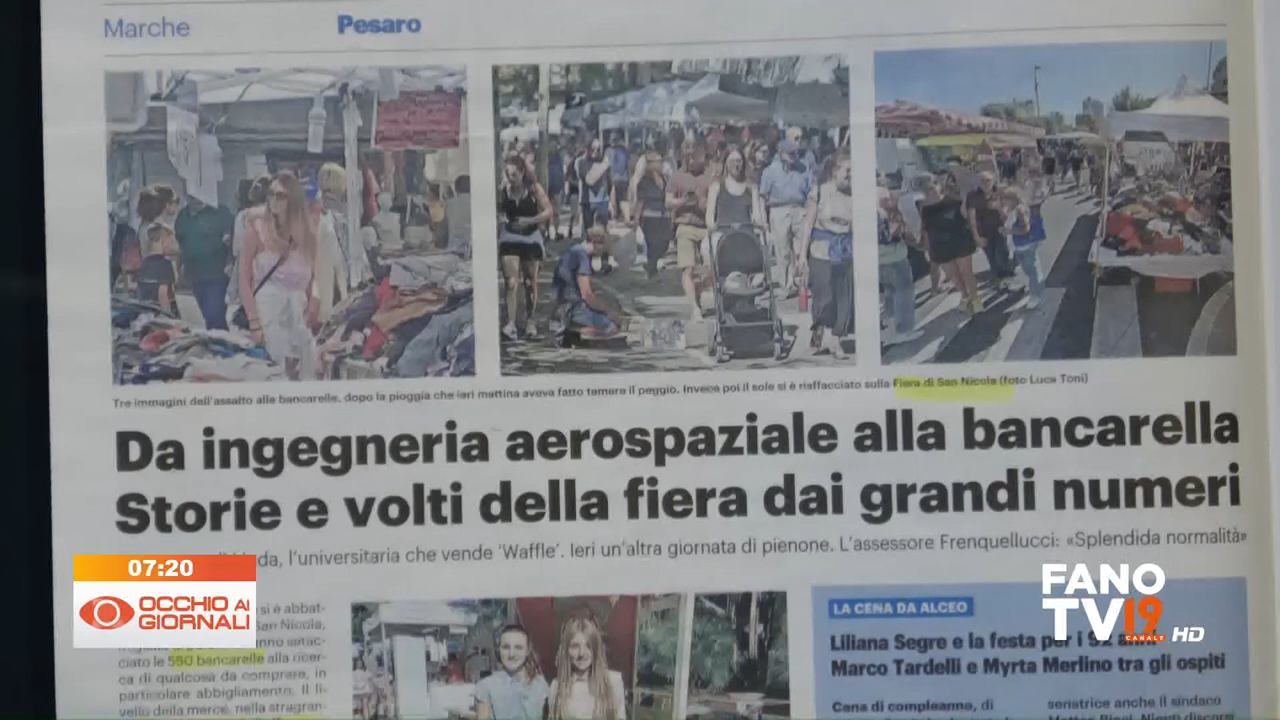 Marche
Pesaro
Tre immagini dell'assalto alle bancarelle, dopo la pioggia che ieri mattina aveva fatto temere il peggio. Invece poi il sole si è riaffacciato sulla Fiera di San Nicola (foto Luca Toni)
Da ingegneria aerospaziale alla bancarella
Storie e volti della fiera dai grandi numeri
l'universitaria che vende 'Waffle'. Ieri un'altra giornata di pienone. L'assessore Frenquellucci: «Splendida normalità»
07:20
OCCHIO AI
GIORNALI
si è abbat-
San Nicola,
ciato le 550 bancarelle alla ricer-
ca di qualcosa da comprare, in
particolare abbigliamento. Il li-
vello della merce, nella stragran-
FANO
TV19
CANALE
HD
LA CENA DA ALCEO
Liliana Segre e la festa per i 92 anni
Marco Tardelli e Myrta Merlino tra gli ospiti
Cena di compleanno, di
senatrice anche il sindaco